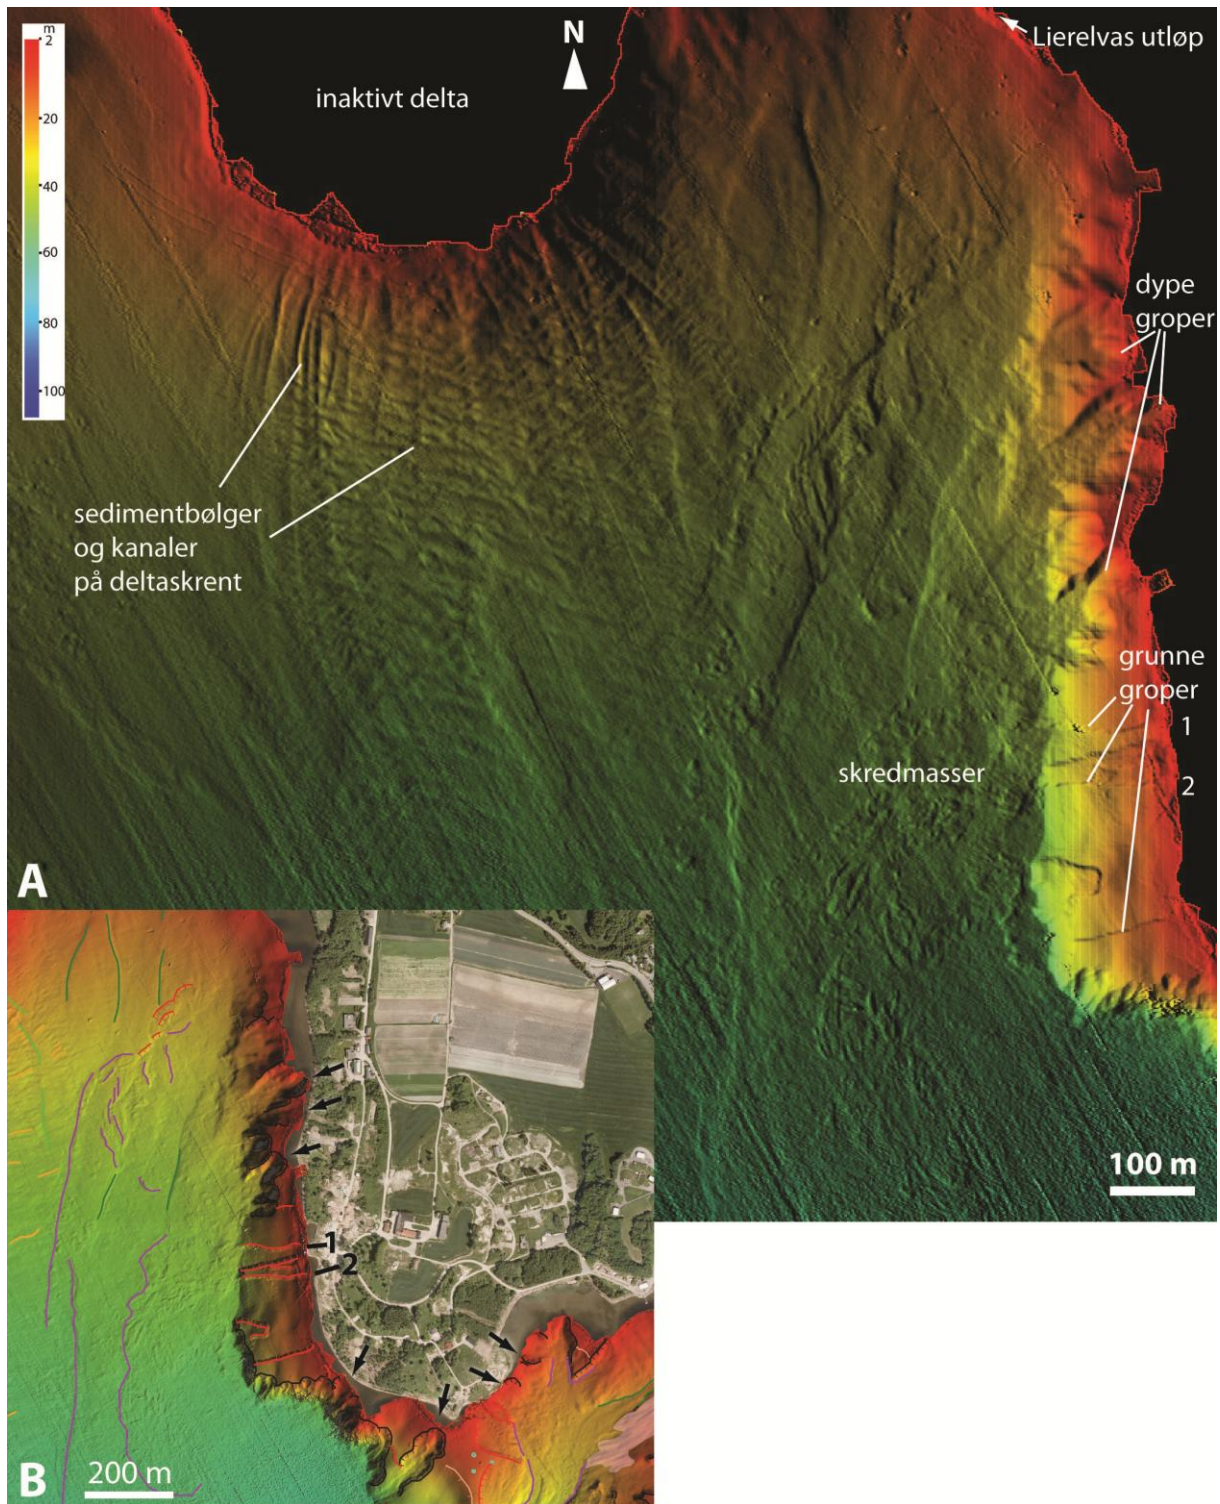 m
2
20
40
60
80
100
N
inaktivt delta
Lierelvas utløp
dype
groper
sedimentbølger
og kanaler
på deltaskrent
grunne
groper
1
2
skredmasser
A
100 m
1
2
B
200 m